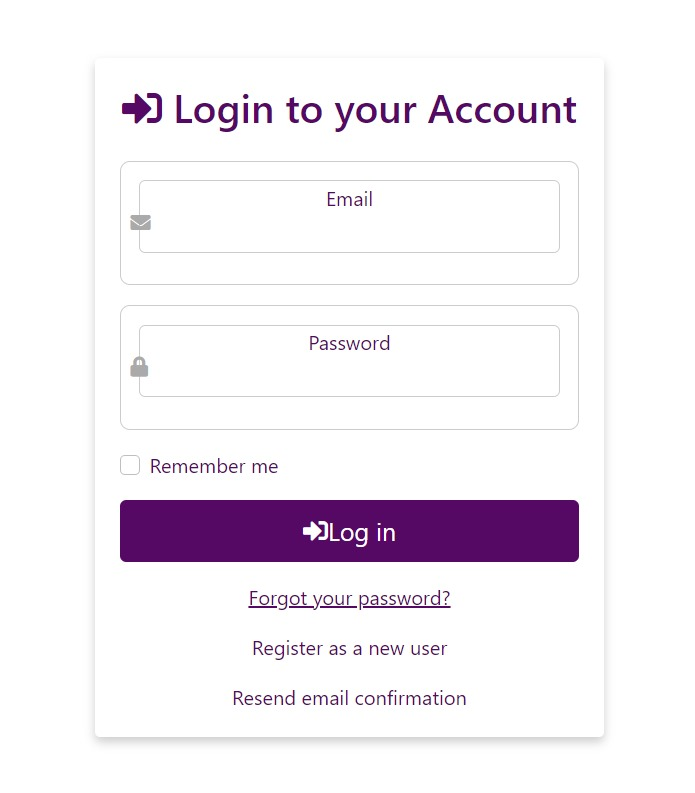 Login to your Account
Email
Password
Remember me
Log in
Forgot your password?
Register as a new user
Resend email confirmation